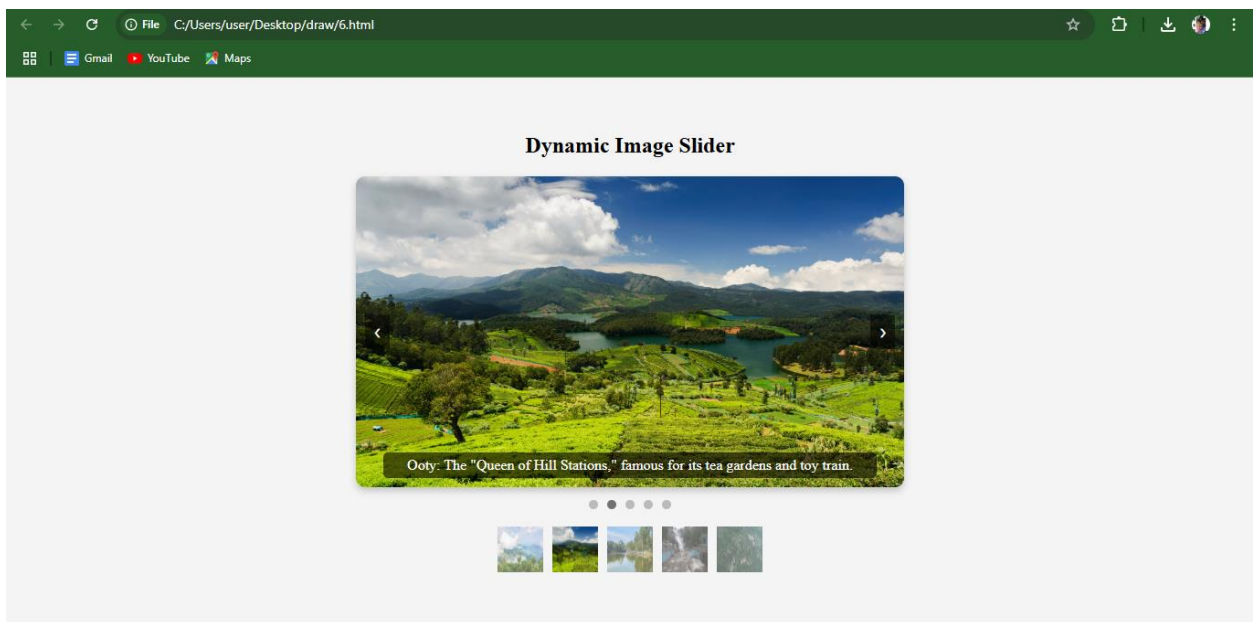 File C:/Users/user/Desktop/draw/6.html
Gmail YouTube Maps
Dynamic Image Slider
Ooty: The "Queen of Hill Stations," famous for its tea gardens and toy train.